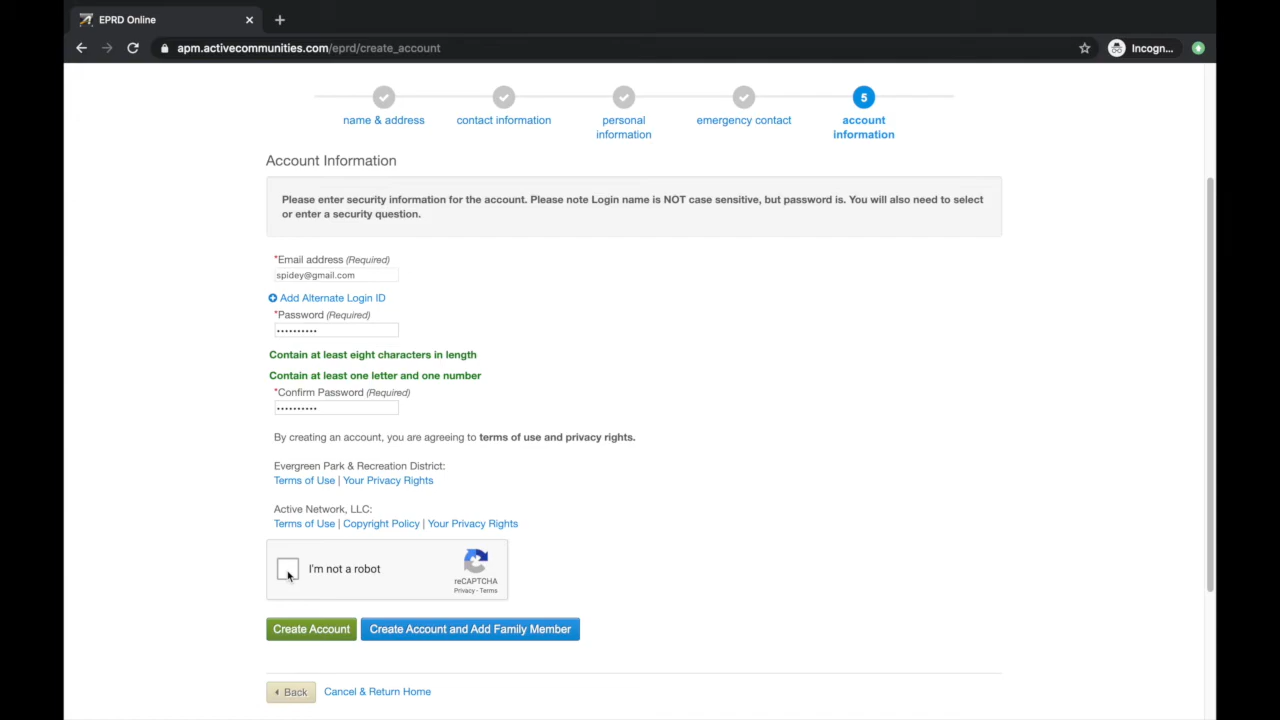 EPRD Online
apm.activecommunities.com/eprd/create_account
Incogn...
5
name & address
contact information
personal
information
emergency contact
account
information
Account Information
Please enter security information for the account. Please note Login name is NOT case sensitive, but password is. You will also need to select
or enter a security question.
*Email address (Required)
spidey@gmail.com
Add Alternate Login ID
*Password (Required)
••••••••••
Contain at least eight characters in length
Contain at least one letter and one number
*Confirm Password (Required)
••••••••••
By creating an account, you are agreeing to terms of use and privacy rights.
Evergreen Park & Recreation District:
Terms of Use | Your Privacy Rights
Active Network, LLC:
Terms of Use | Copyright Policy | Your Privacy Rights
I'm not a robot
reCAPTCHA
Privacy - Terms
Create Account
Create Account and Add Family Member
Back
Cancel & Return Home